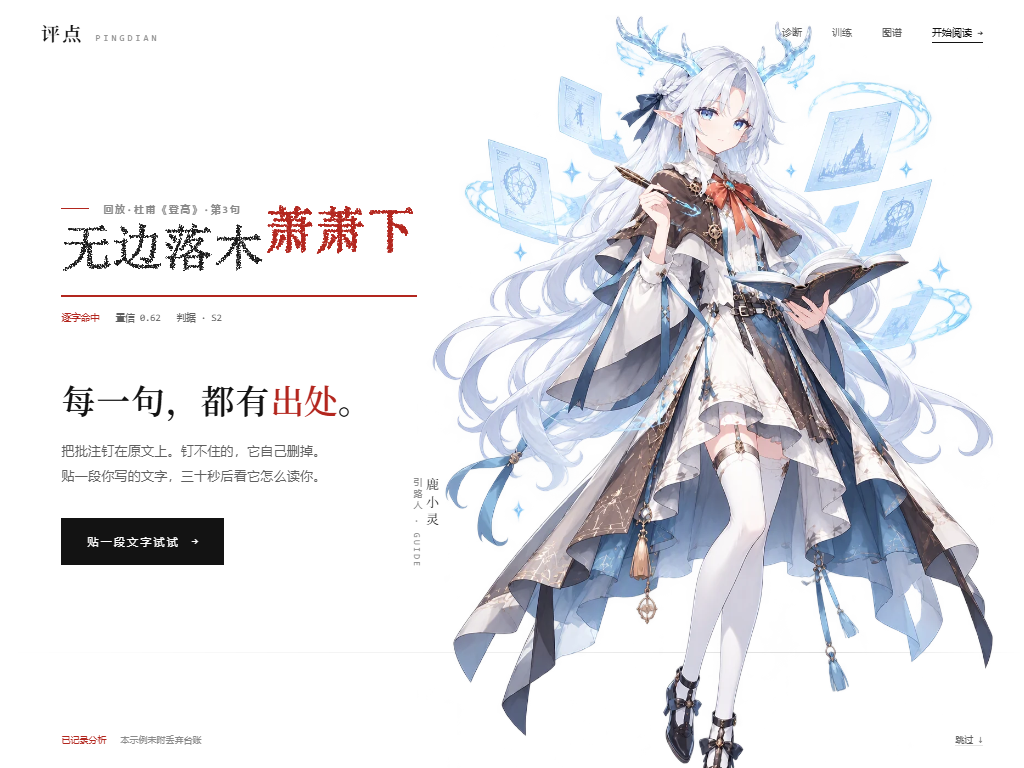 评点 PINGDIAN
诊断 训练 图谱 开始阅读 →
回放·杜甫《登高》·第3句
无边落木萧萧下
逐字命中 置信 0.62 判据 · S2
每一句，都有出处。
把批注钉在原文上。钉不住的，它自己删掉。
贴一段你写的文字，三十秒后看它怎么读你。
贴一段文字试试 →
鹿小灵
引路人 · GUIDE
已记录分析 本示例未附丢弃台账
跳过 ↓